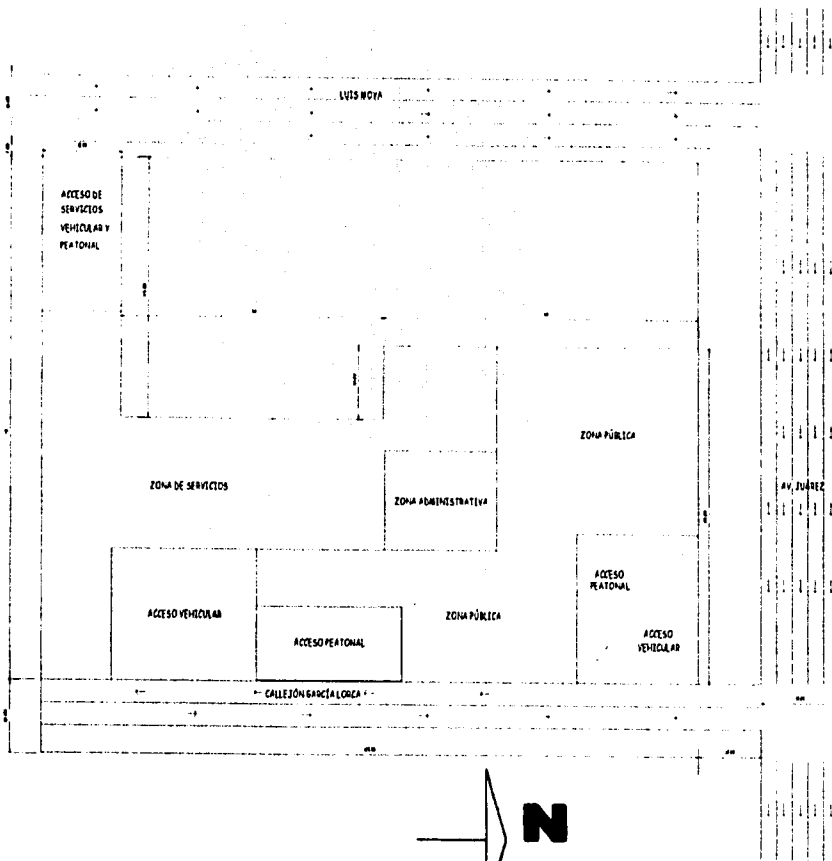 LUIS MOYA
ACCESO DE
SERVICIOS
VEHICULAR Y
PEATONAL
ZONA PÚBLICA
ZONA DE SERVICIOS
ZONA ADMINISTRATIVA
AV. JUÁREZ
ACCESO
PEATONAL
ACCESO VEHICULAR
ACCESO PEATONAL
ZONA PÚBLICA
ACCESO
VEHICULAR
CALLEJÓN GARCÍA LORCA
N